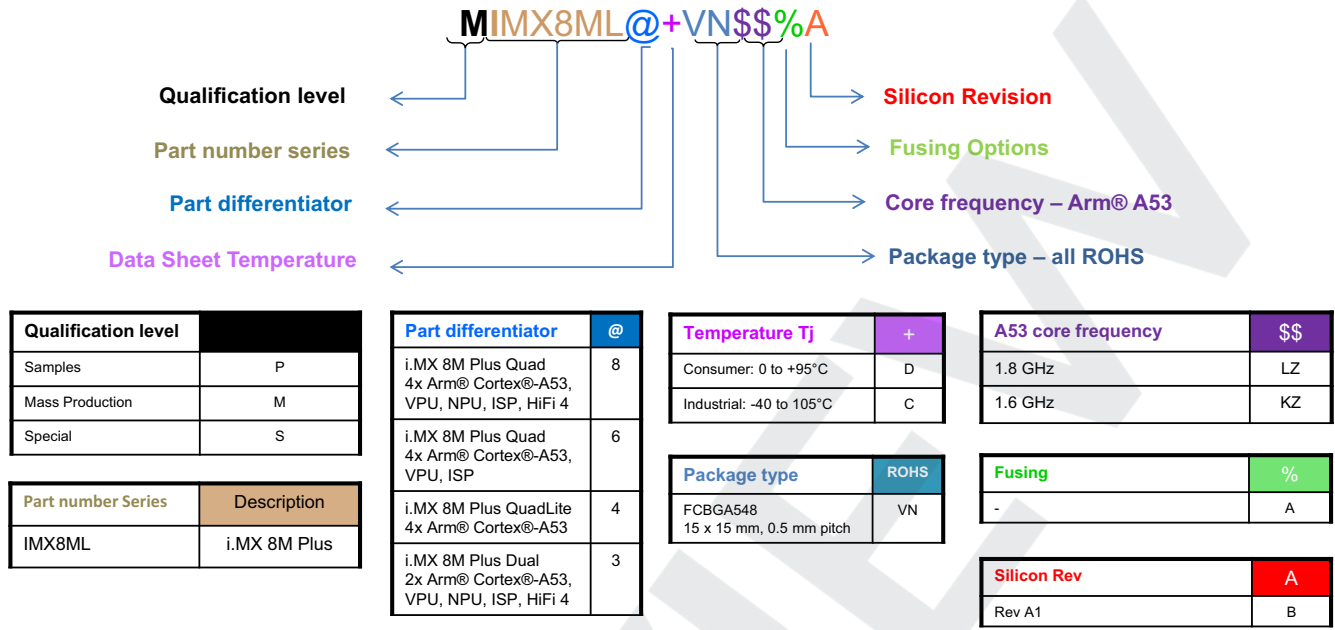 MIMX8ML@+VN$$%A
Qualification level
Silicon Revision
Part number series
Fusing Options
Part differentiator
Core frequency – Arm® A53
Data Sheet Temperature
Package type – all ROHS
Qualification level
Samples P
Mass Production M
Special S
Part number Series Description
IMX8ML i.MX 8M Plus
Part differentiator @
i.MX 8M Plus Quad 8
4x Arm® Cortex®-A53,
VPU, NPU, ISP, HiFi 4
i.MX 8M Plus Quad 6
4x Arm® Cortex®-A53,
VPU, ISP
i.MX 8M Plus QuadLite 4
4x Arm® Cortex®-A53
i.MX 8M Plus Dual 3
2x Arm® Cortex®-A53,
VPU, NPU, ISP, HiFi 4
Temperature Tj +
Consumer: 0 to +95°C D
Industrial: -40 to 105°C C
Package type ROHS
FCBGA548 VN
15 x 15 mm, 0.5 mm pitch
A53 core frequency $$
1.8 GHz LZ
1.6 GHz KZ
Fusing %
- A
Silicon Rev A
Rev A1 B